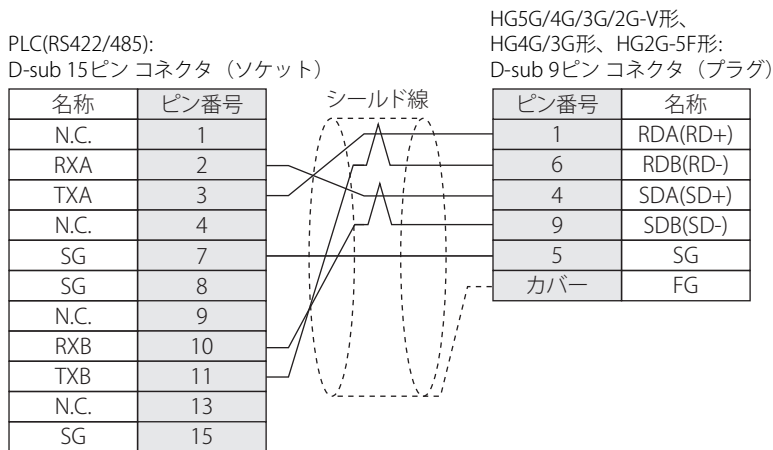 PLC(RS422/485):
D-sub 15ピン コネクタ（ソケット）
名称 ピン番号
N.C. 1
RXA 2
TXA 3
N.C. 4
SG 7
SG 8
N.C. 9
RXB 10
TXB 11
N.C. 13
SG 15
シールド線
HG5G/4G/3G/2G-V形、
HG4G/3G形、HG2G-5F形:
D-sub 9ピン コネクタ（プラグ）
ピン番号 名称
1 RDA(RD+)
6 RDB(RD-)
4 SDA(SD+)
9 SDB(SD-)
5 SG
カバー FG